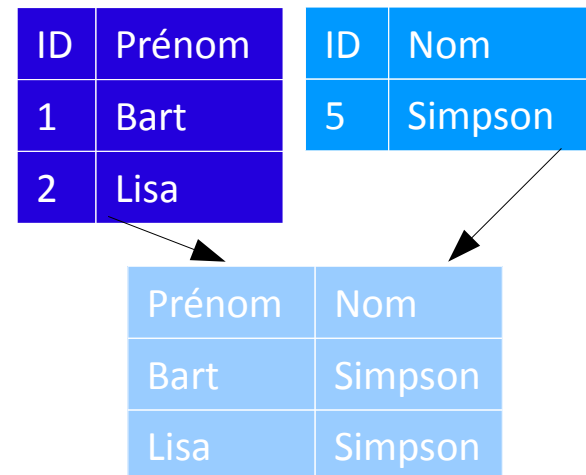 ID Prénom
1 Bart
2 Lisa
ID Nom
5 Simpson
Prénom Nom
Bart Simpson
Lisa Simpson